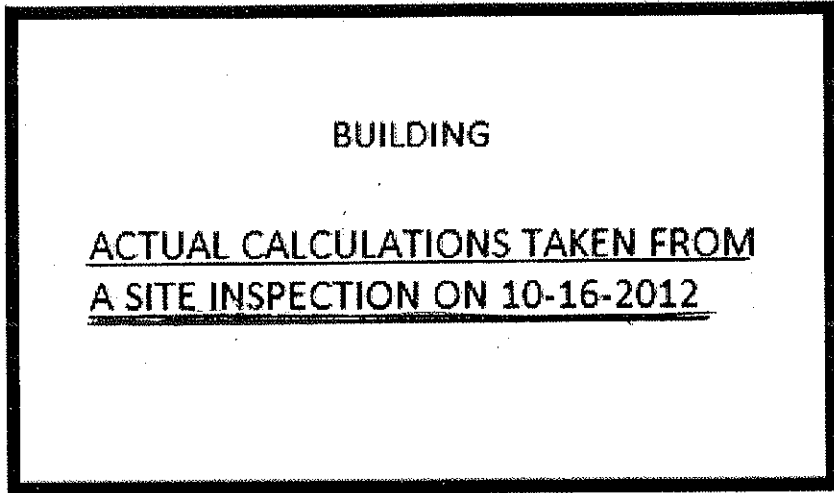 BUILDING
ACTUAL CALCULATIONS TAKEN FROM
A SITE INSPECTION ON 10-16-2012